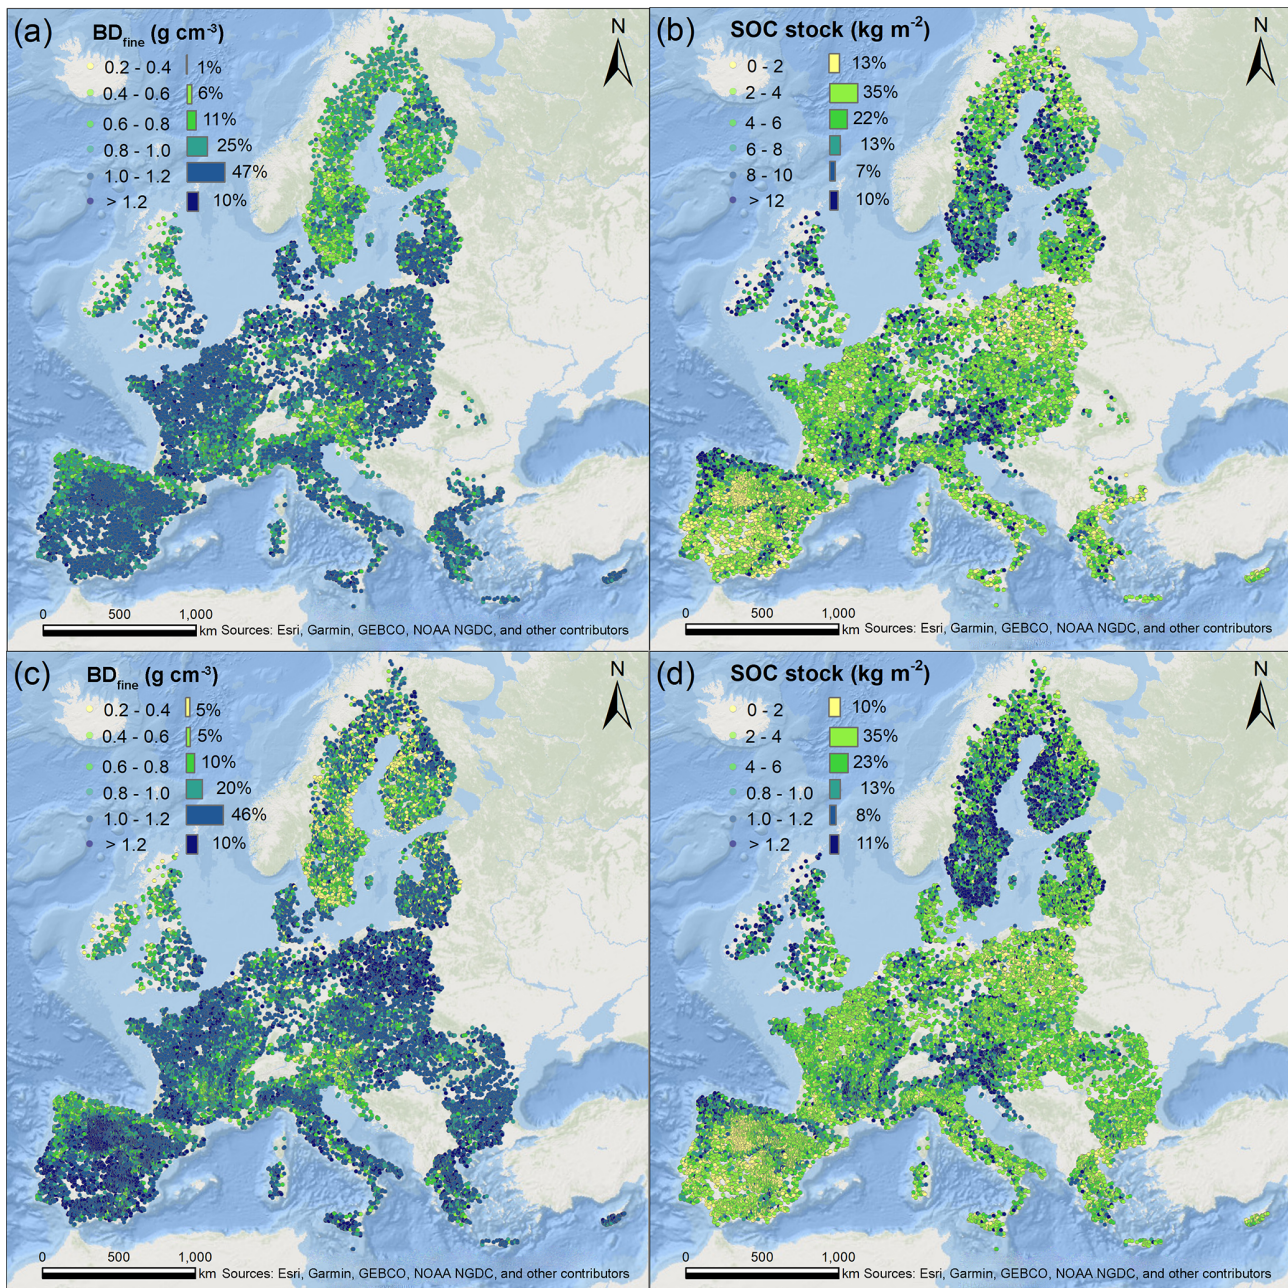 (a) BDfine (g cm-3) N
0.2 - 0.4 1%
0.4 - 0.6 6%
0.6 - 0.8 11%
0.8 - 1.0 25%
1.0 - 1.2 47%
> 1.2 10%
0 500 1,000
km Sources: Esri, Garmin, GEBCO, NOAA NGDC, and other contributors
(b) SOC stock (kg m-2) N
0 - 2 13%
2 - 4 35%
4 - 6 22%
6 - 8 13%
8 - 10 7%
> 12 10%
0 500 1,000
km Sources: Esri, Garmin, GEBCO, NOAA NGDC, and other contributors
(c) BDfine (g cm-3) N
0.2 - 0.4 5%
0.4 - 0.6 5%
0.6 - 0.8 10%
0.8 - 1.0 20%
1.0 - 1.2 46%
> 1.2 10%
0 500 1,000
km Sources: Esri, Garmin, GEBCO, NOAA NGDC, and other contributors
(d) SOC stock (kg m-2) N
0 - 2 10%
2 - 4 35%
4 - 6 23%
0.8 - 1.0 13%
1.0 - 1.2 8%
> 1.2 11%
0 500 1,000
km Sources: Esri, Garmin, GEBCO, NOAA NGDC, and other contributors